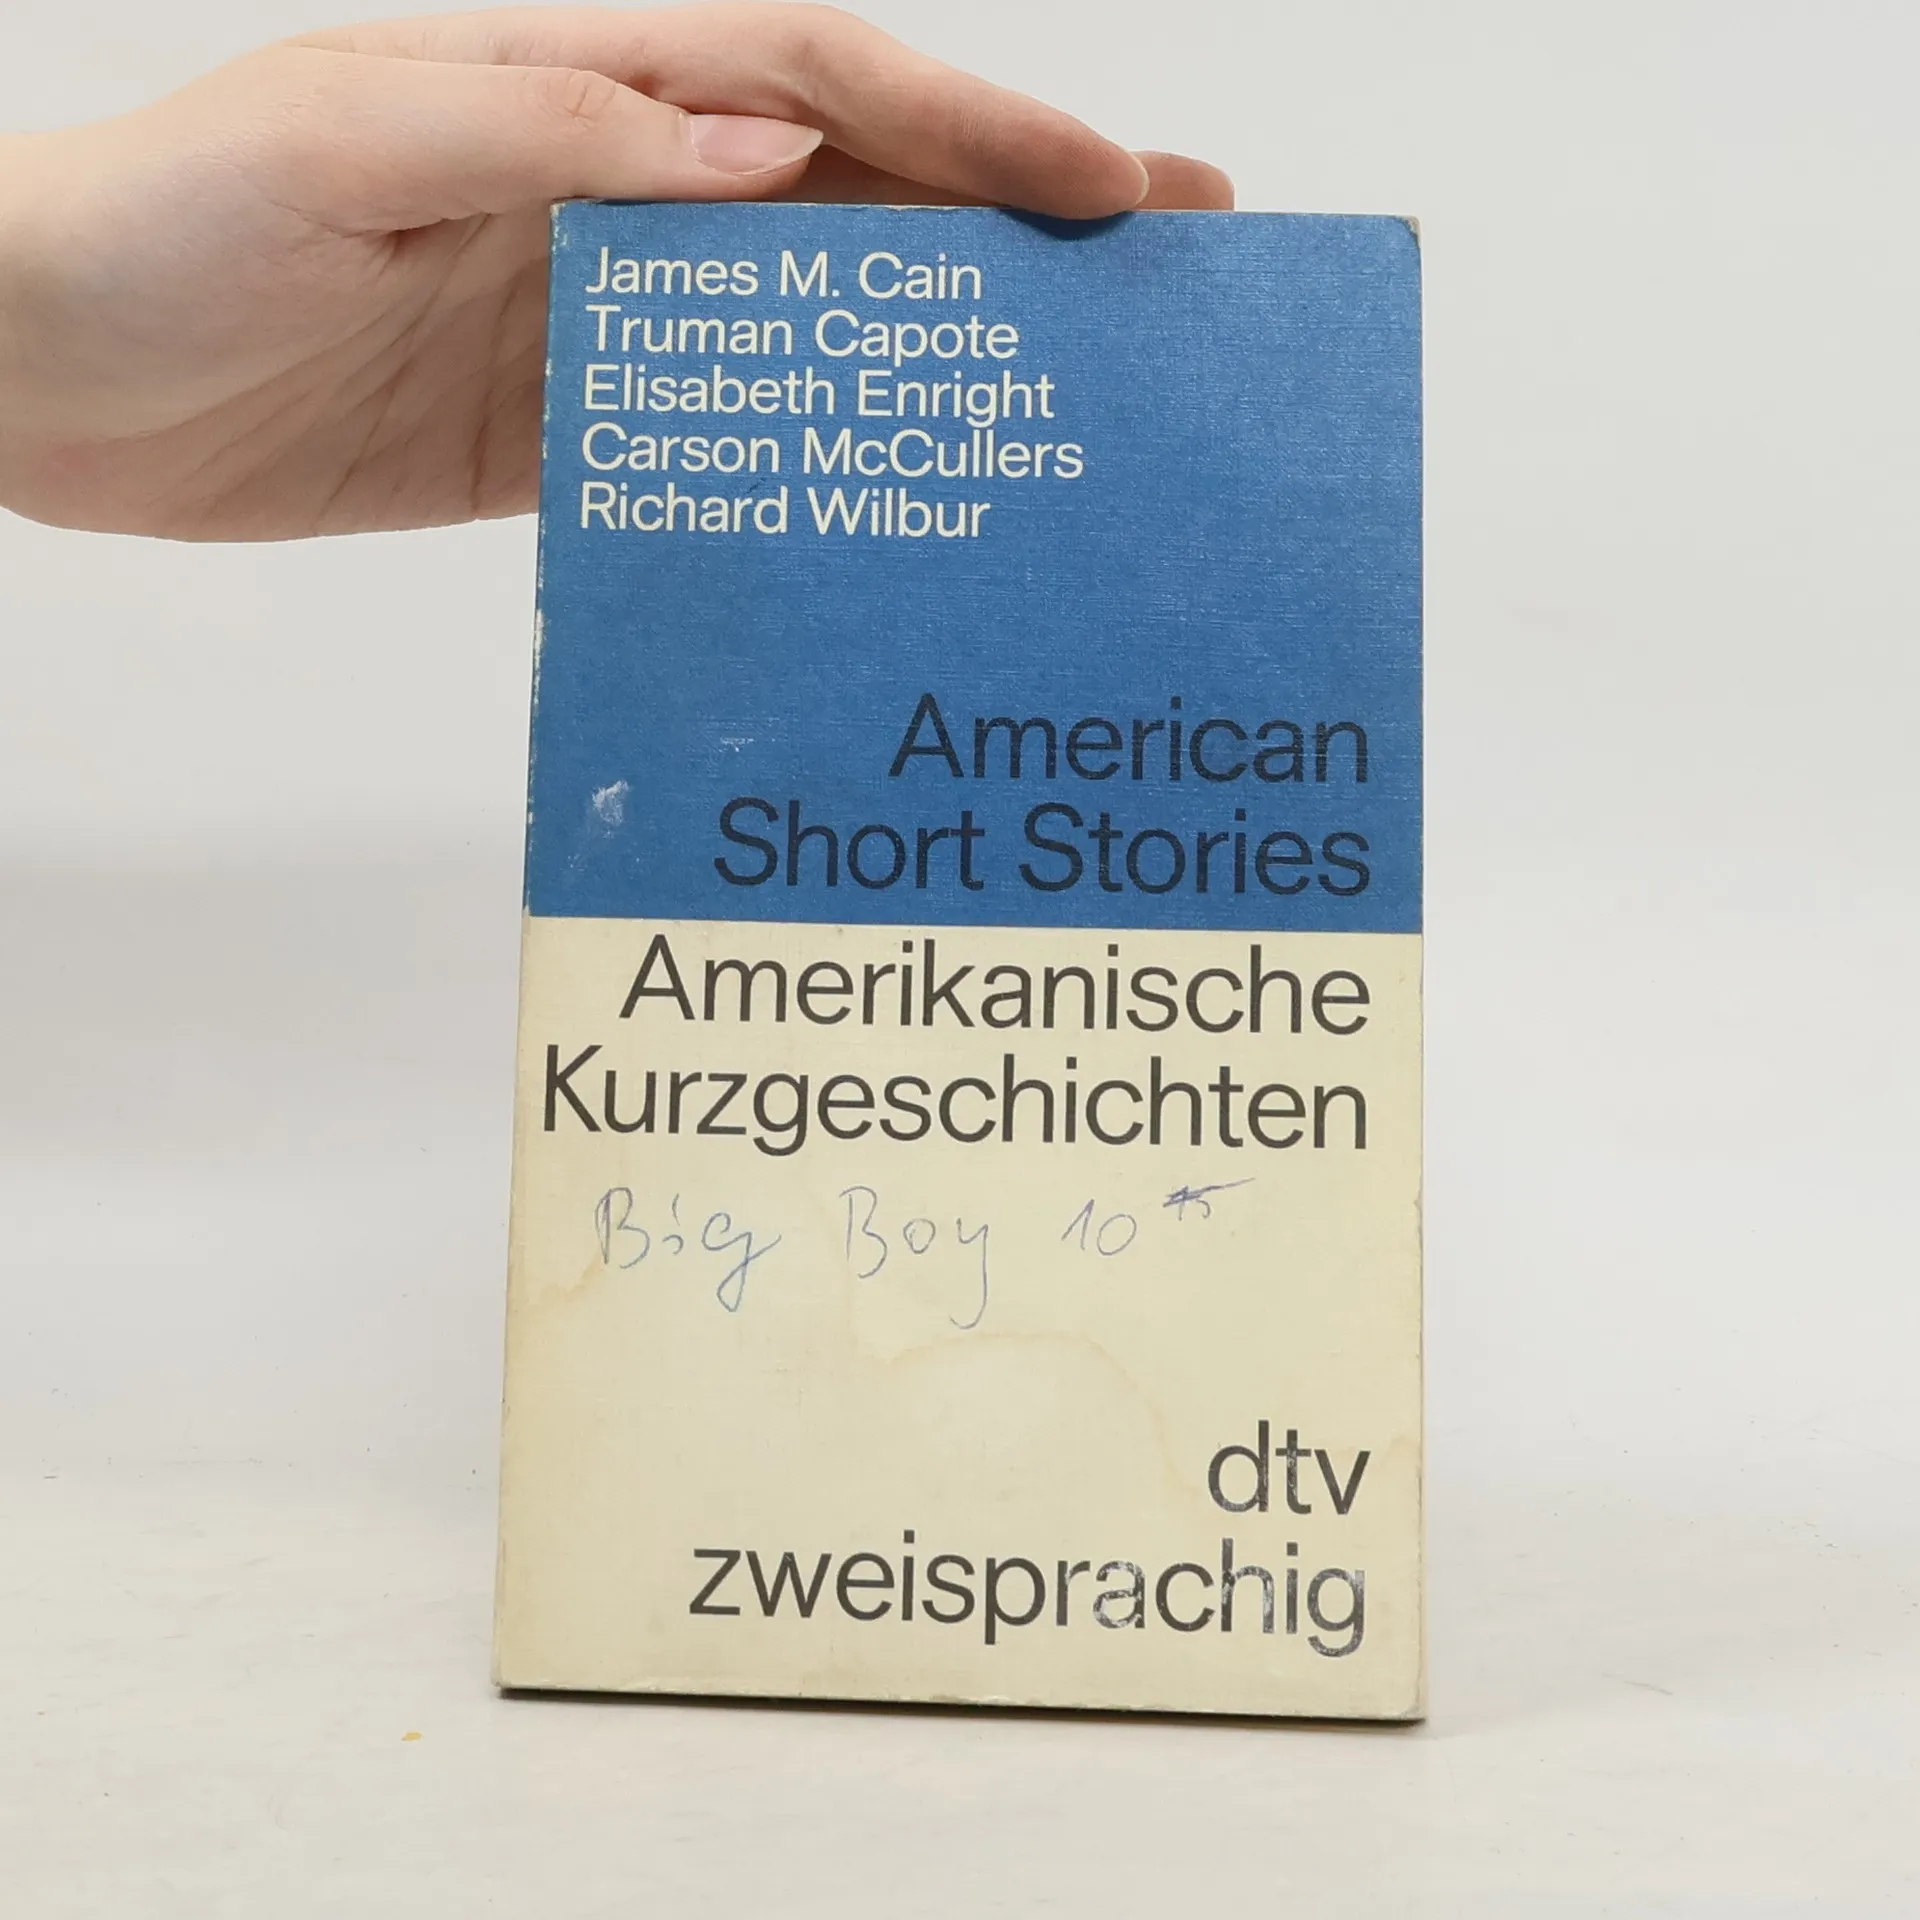 James M. Cain
Truman Capote
Elisabeth Enright
Carson McCullers
Richard Wilbur
American
Short Stories
Amerikanische
Kurzgeschichten
Big Boy 10
dtv
zweisprachig